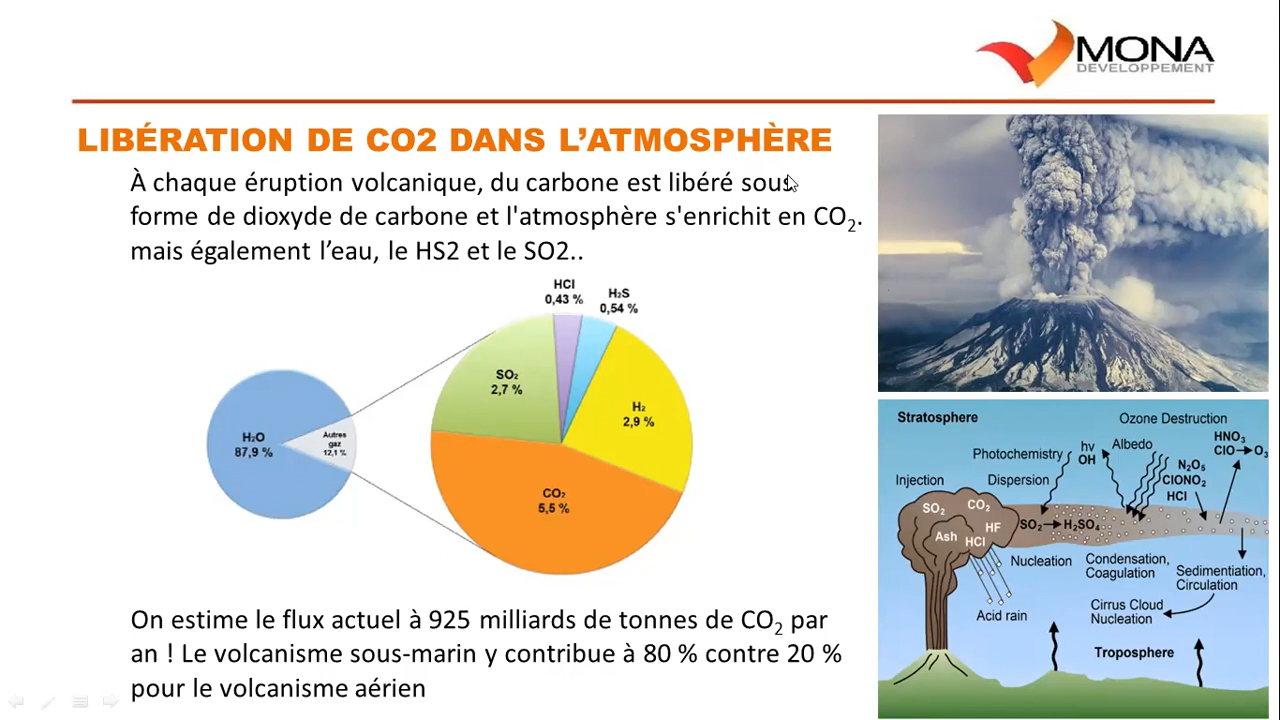 MONA
DEVELOPPEMENT
LIBÉRATION DE CO2 DANS L’ATMOSPHÈRE
À chaque éruption volcanique, du carbone est libéré sous
forme de dioxyde de carbone et l'atmosphère s'enrichit en CO₂.
mais également l’eau, le HS2 et le SO2..
HCl
0,43 %
H₂S
0,54 %
SO₂
2,7 %
H₂
2,9 %
H₂O
87,9 %
Autres
gaz
12,1 %
CO₂
5,5 %
On estime le flux actuel à 925 milliards de tonnes de CO₂ par
an ! Le volcanisme sous-marin y contribue à 80 % contre 20 %
pour le volcanisme aérien
Stratosphere
Ozone Destruction
HNO₃
ClO→O₃
Photochemistry
hv
OH
Albedo
N₂O₅
ClONO₂
HCl
Injection
Dispersion
SO₂
CO₂
HF
Ash
HCl
SO₂→H₂SO₄
Nucleation
Condensation,
Coagulation
Sedimentiation,
Circulation
Cirrus Cloud
Nucleation
Acid rain
Troposphere